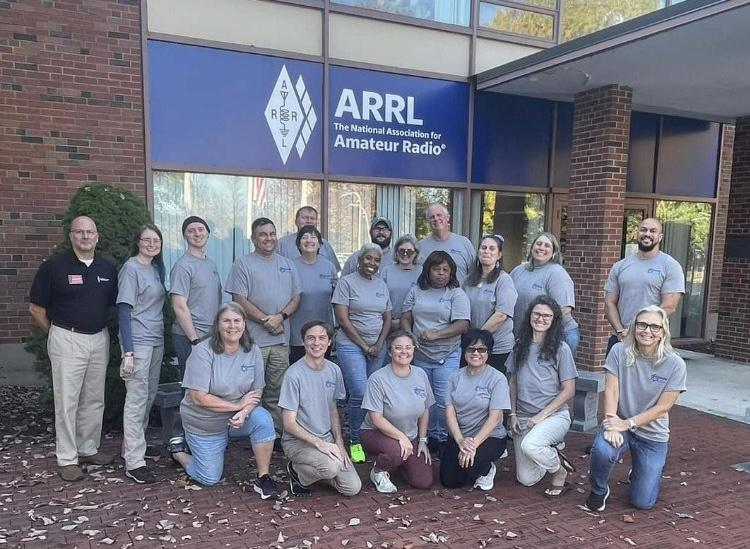 A
R R
L
ARRL
The National Association for
Amateur Radio®